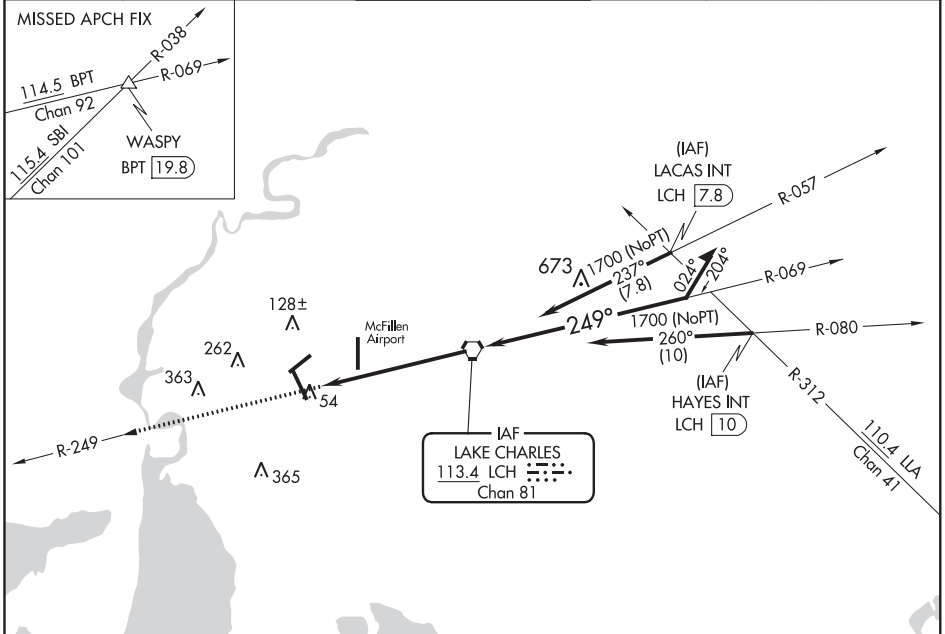 MISSED APCH FIX
R-038
114.5 BPT
R-069
Chan 92
115.4 SBI
Chan 101
WASPY
BPT 19.8
(IAF)
LACAS INT
LCH 7.8
R-057
673
1700 (NoPT)
237°
(7.8)
024°
204°
R-069
128±
McFillen
Airport
249°
1700 (NoPT)
R-080
260°
(10)
262
363
54
(IAF)
HAYES INT
LCH 10
R-312
R-249
365
IAF
LAKE CHARLES
113.4 LCH
Chan 81
110.4 LLA
Chan 41